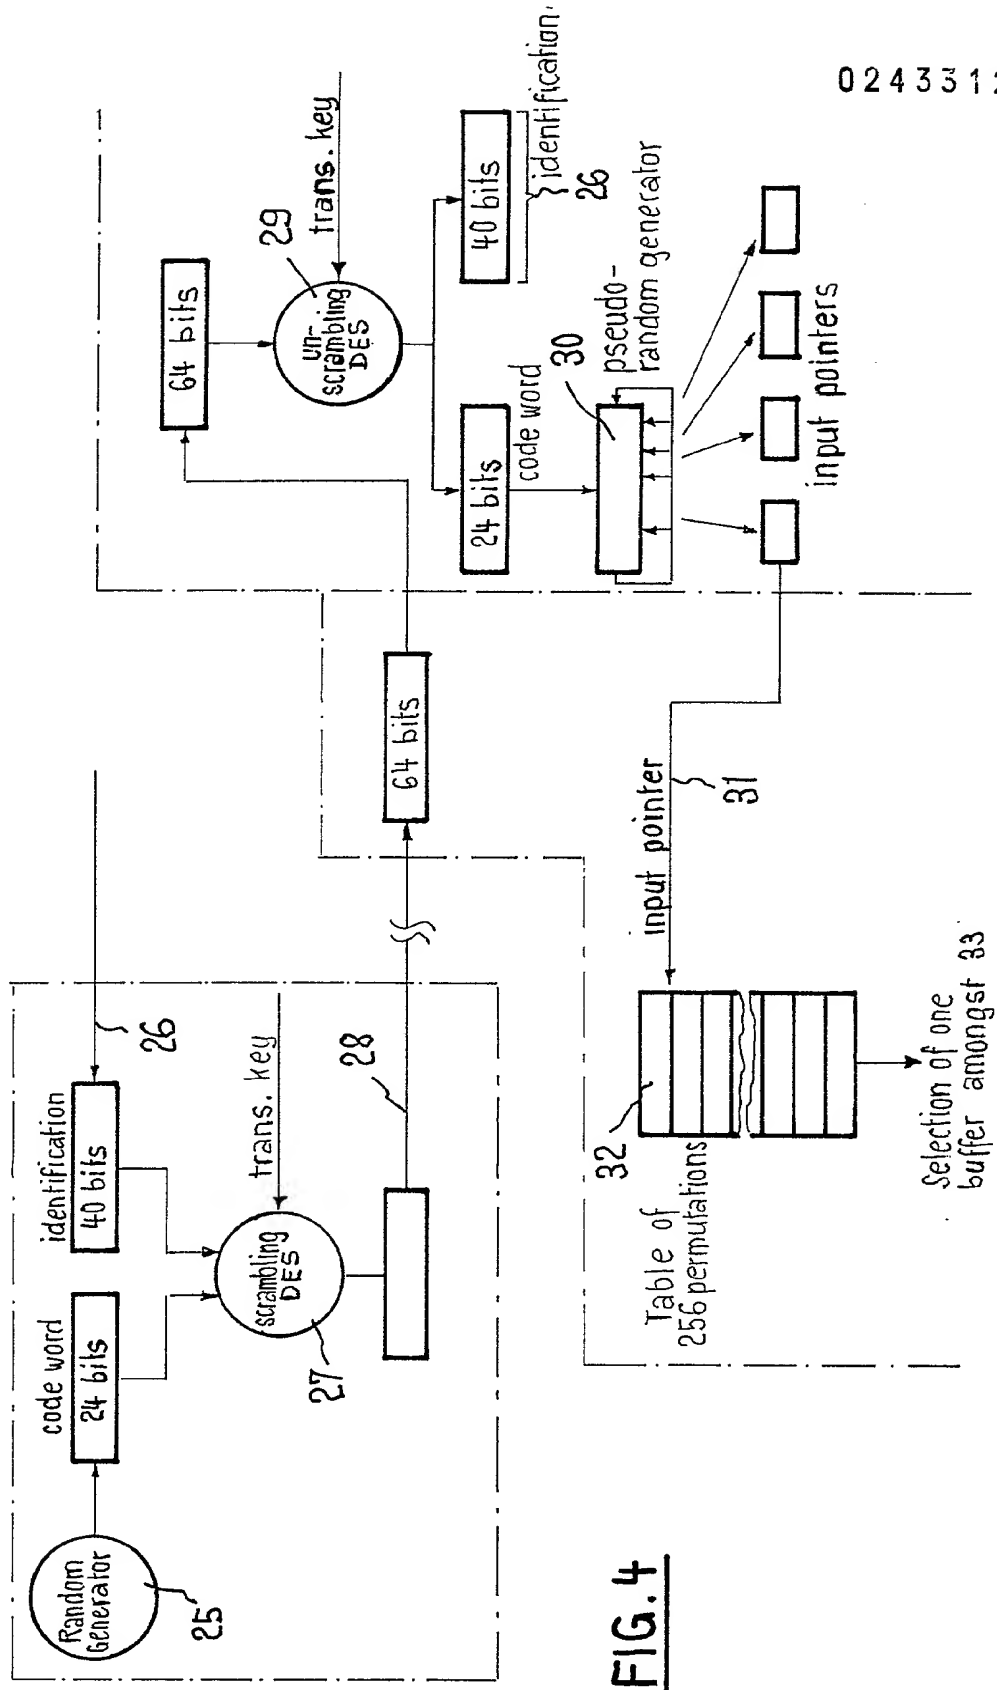 024331
Random
Generator
25
code word
24 bits
identification
40 bits
26
scrambling
DES
27
trans. key
28
64 bits
64 bits
un-
scrambling
DES
29
trans. key
24 bits
code word
40 bits
identification.
26
30
pseudo-
random generator
input pointers
input pointer
31
32
Table of
256 permutations
Selection of one
buffer amongst 33
FIG.4